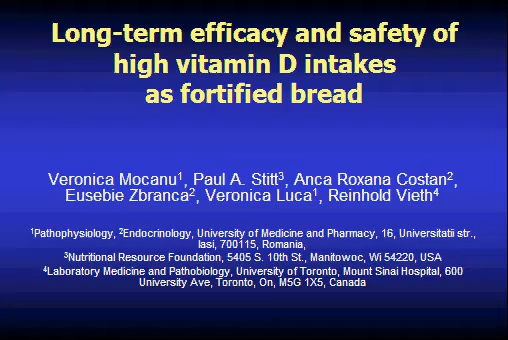 Long-term efficacy and safety of
high vitamin D intakes
as fortified bread
Veronica Mocanu¹, Paul A. Stitt³, Anca Roxana Costan²,
Eusebie Zbranca², Veronica Luca¹, Reinhold Vieth⁴
¹Pathophysiology, ²Endocrinology, University of Medicine and Pharmacy, 16, Universitatii str.,
Iasi, 700115, Romania,
³Nutritional Resource Foundation, 5405 S. 10th St., Manitowoc, Wi 54220, USA
⁴Laboratory Medicine and Pathobiology, University of Toronto, Mount Sinai Hospital, 600
University Ave, Toronto, On, M5G 1X5, Canada